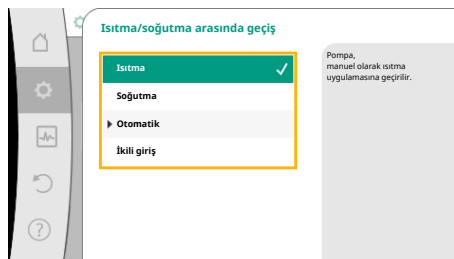 Isıtma/soğutma arasında geçiş
Isıtma
Soğutma
Otomatik
İkili giriş
Pompa,
manuel olarak ısıtma
uygulamasına geçirilir.